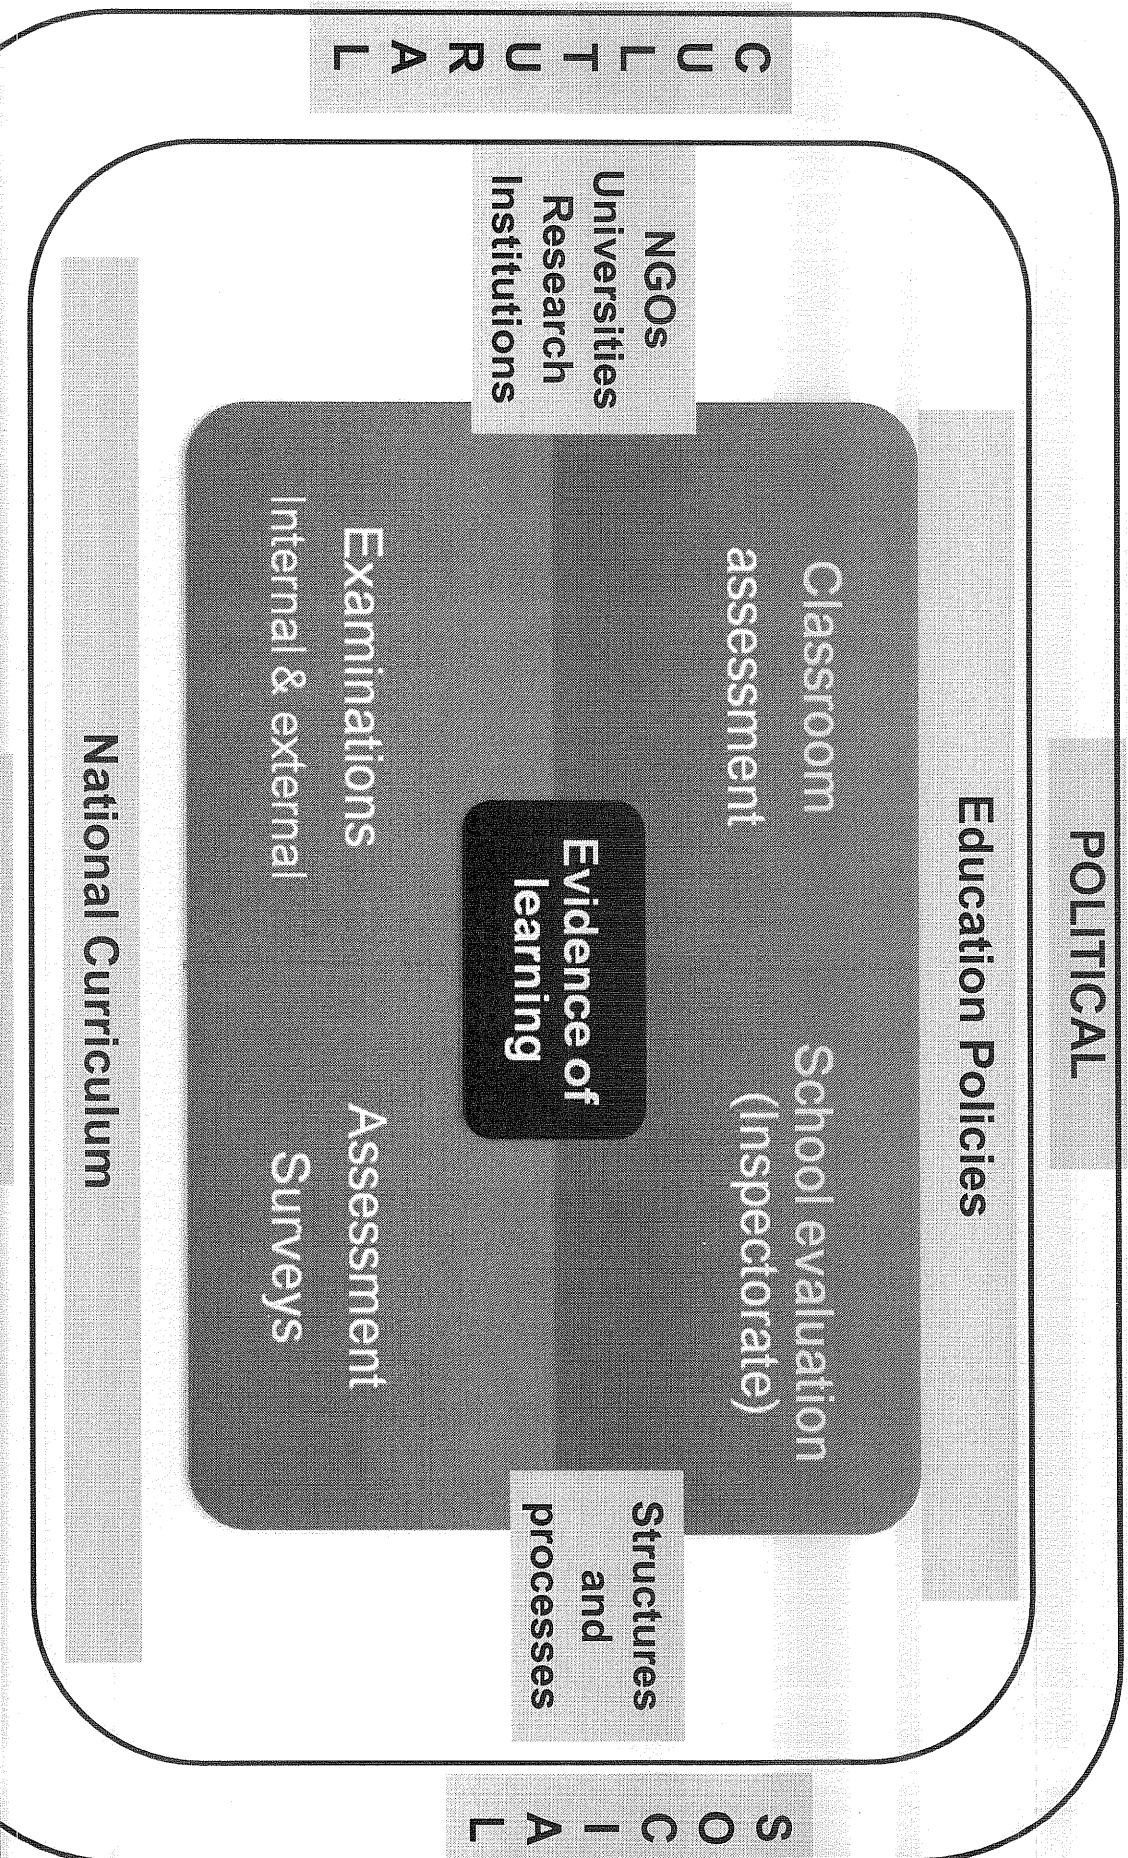 POLITICAL
Education Policies
CULTURAL
NGOs
Universities
Research
Institutions
Classroom
assessment
School evaluation
(Inspectorate)
Evidence of
learning
Examinations
Internal & external
Assessment
Surveys
Structures
and
processes
SOCIAL
National Curriculum